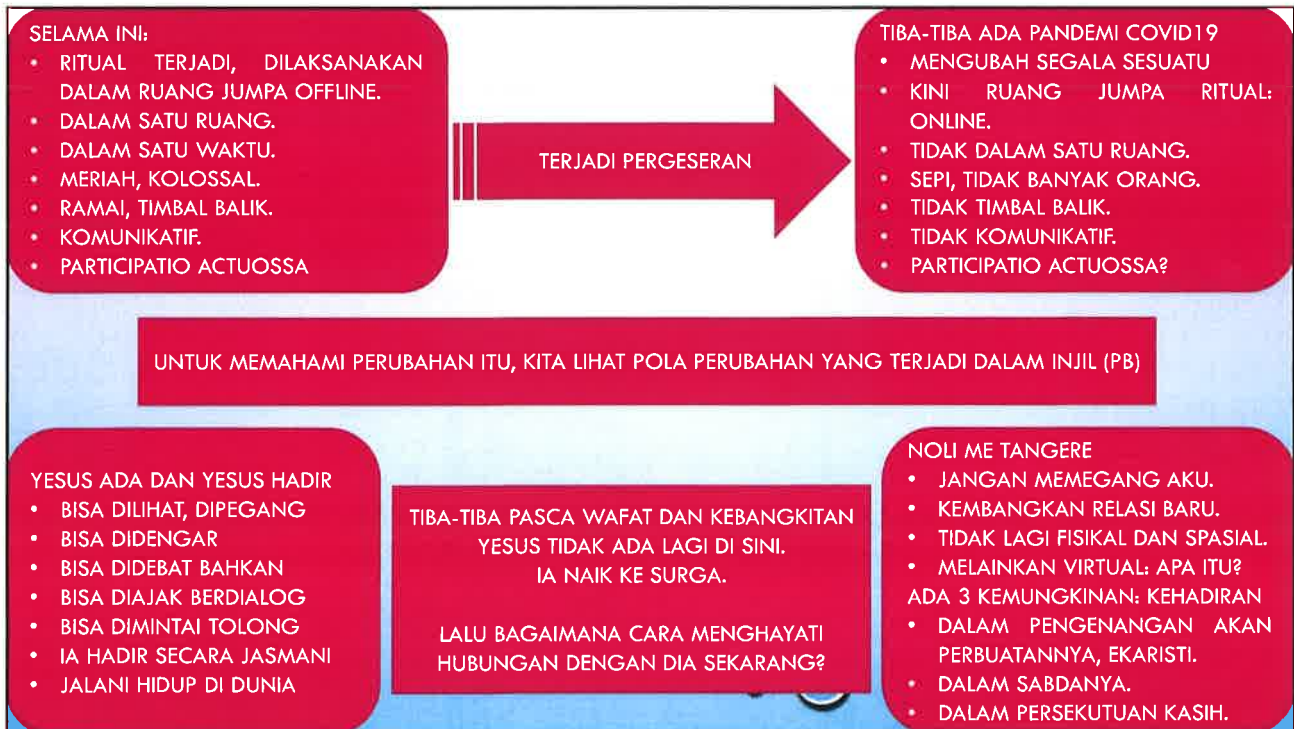 SELAMA INI:
• RITUAL TERJADI, DILAKSANAKAN
DALAM RUANG JUMPA OFFLINE.
• DALAM SATU RUANG.
• DALAM SATU WAKTU.
• MERIAH, KOLOSSAL.
• RAMAI, TIMBAL BALIK.
• KOMUNIKATIF.
• PARTICIPATIO ACTUOSSA
TERJADI PERGESERAN
TIBA-TIBA ADA PANDEMI COVID19
• MENGUBAH SEGALA SESUATU
• KINI RUANG JUMPA RITUAL:
ONLINE.
• TIDAK DALAM SATU RUANG.
• SEPI, TIDAK BANYAK ORANG.
• TIDAK TIMBAL BALIK.
• TIDAK KOMUNIKATIF.
• PARTICIPATIO ACTUOSSA?
UNTUK MEMAHAMI PERUBAHAN ITU, KITA LIHAT POLA PERUBAHAN YANG TERJADI DALAM INJIL (PB)
YESUS ADA DAN YESUS HADIR
• BISA DILIHAT, DIPEGANG
• BISA DIDENGAR
• BISA DIDEBAT BAHKAN
• BISA DIAJAK BERDIALOG
• BISA DIMINTAI TOLONG
• IA HADIR SECARA JASMANI
• JALANI HIDUP DI DUNIA
TIBA-TIBA PASCA WAFAT DAN KEBANGKITAN
YESUS TIDAK ADA LAGI DI SINI.
IA NAIK KE SURGA.
LALU BAGAIMANA CARA MENGHAYATI
HUBUNGAN DENGAN DIA SEKARANG?
NOLI ME TANGERE
• JANGAN MEMEGANG AKU.
• KEMBANGKAN RELASI BARU.
• TIDAK LAGI FISIKAL DAN SPASIAL.
• MELAINKAN VIRTUAL: APA ITU?
ADA 3 KEMUNGKINAN: KEHADIRAN
• DALAM PENGENANGAN AKAN
PERBUATANNYA, EKARISTI.
• DALAM SABDANYA.
• DALAM PERSEKUTUAN KASIH.